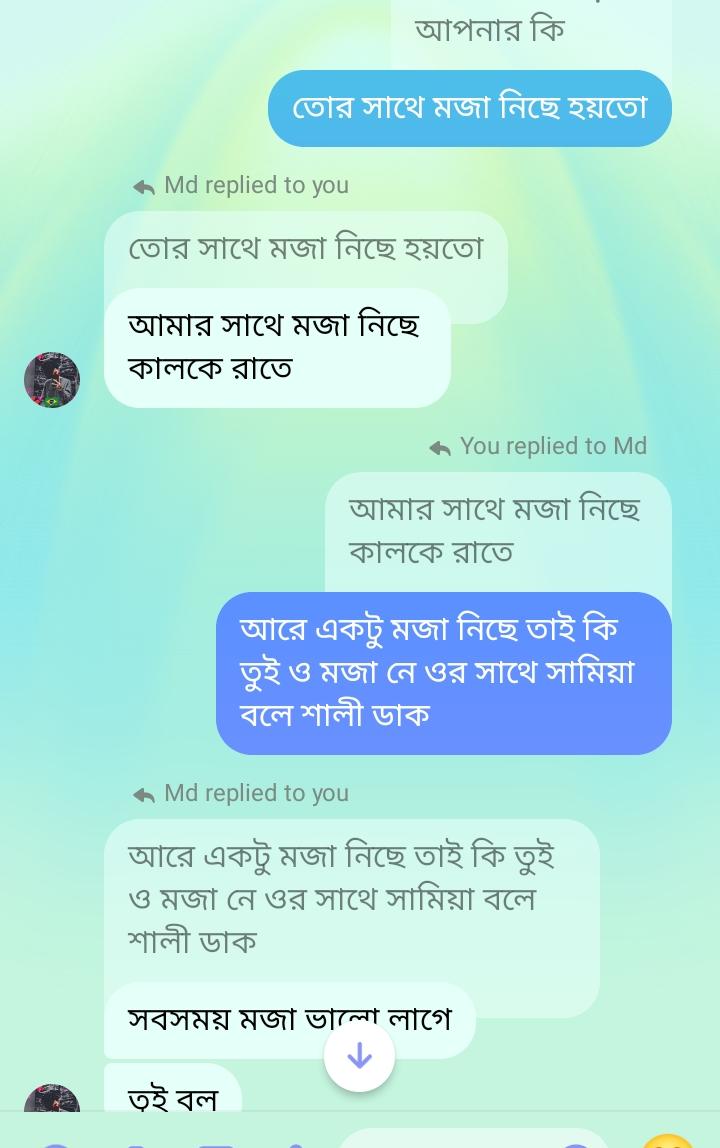 আপনার কি
তোর সাথে মজা নিছে হয়তো
Md replied to you
তোর সাথে মজা নিছে হয়তো
আমার সাথে মজা নিছে
কালকে রাতে
You replied to Md
আমার সাথে মজা নিছে
কালকে রাতে
আরে একটু মজা নিছে তাই কি
তুই ও মজা নে ওর সাথে সামিয়া
বলে শালী ডাক
Md replied to you
আরে একটু মজা নিছে তাই কি তুই
ও মজা নে ওর সাথে সামিয়া বলে
শালী ডাক
সবসময় মজা ভালো লাগে
তুই বল